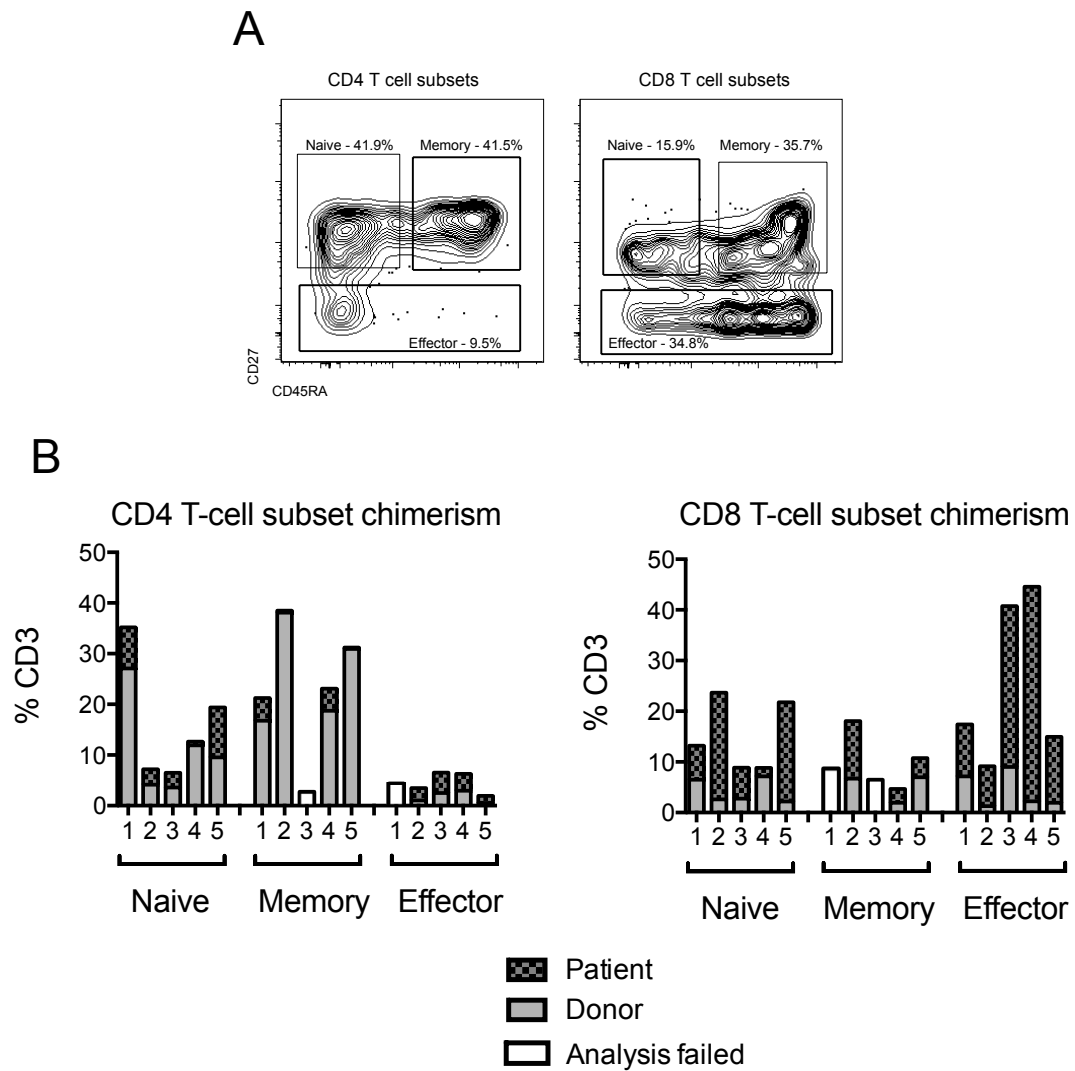 A
CD4 T cell subsets
CD8 T cell subsets
Naive - 41.9%
Memory - 41.5%
Naive - 15.9%
Memory - 35.7%
Effector - 9.5%
Effector - 34.8%
CD27
CD45RA
B
CD4 T-cell subset chimerism
CD8 T-cell subset chimerism
% CD3
50
40
30
20
10
0
1 2 3 4 5 1 2 3 4 5 1 2 3 4 5
Naive Memory Effector
% CD3
50
40
30
20
10
0
1 2 3 4 5 1 2 3 4 5 1 2 3 4 5
Naive Memory Effector
Patient
Donor
Analysis failed